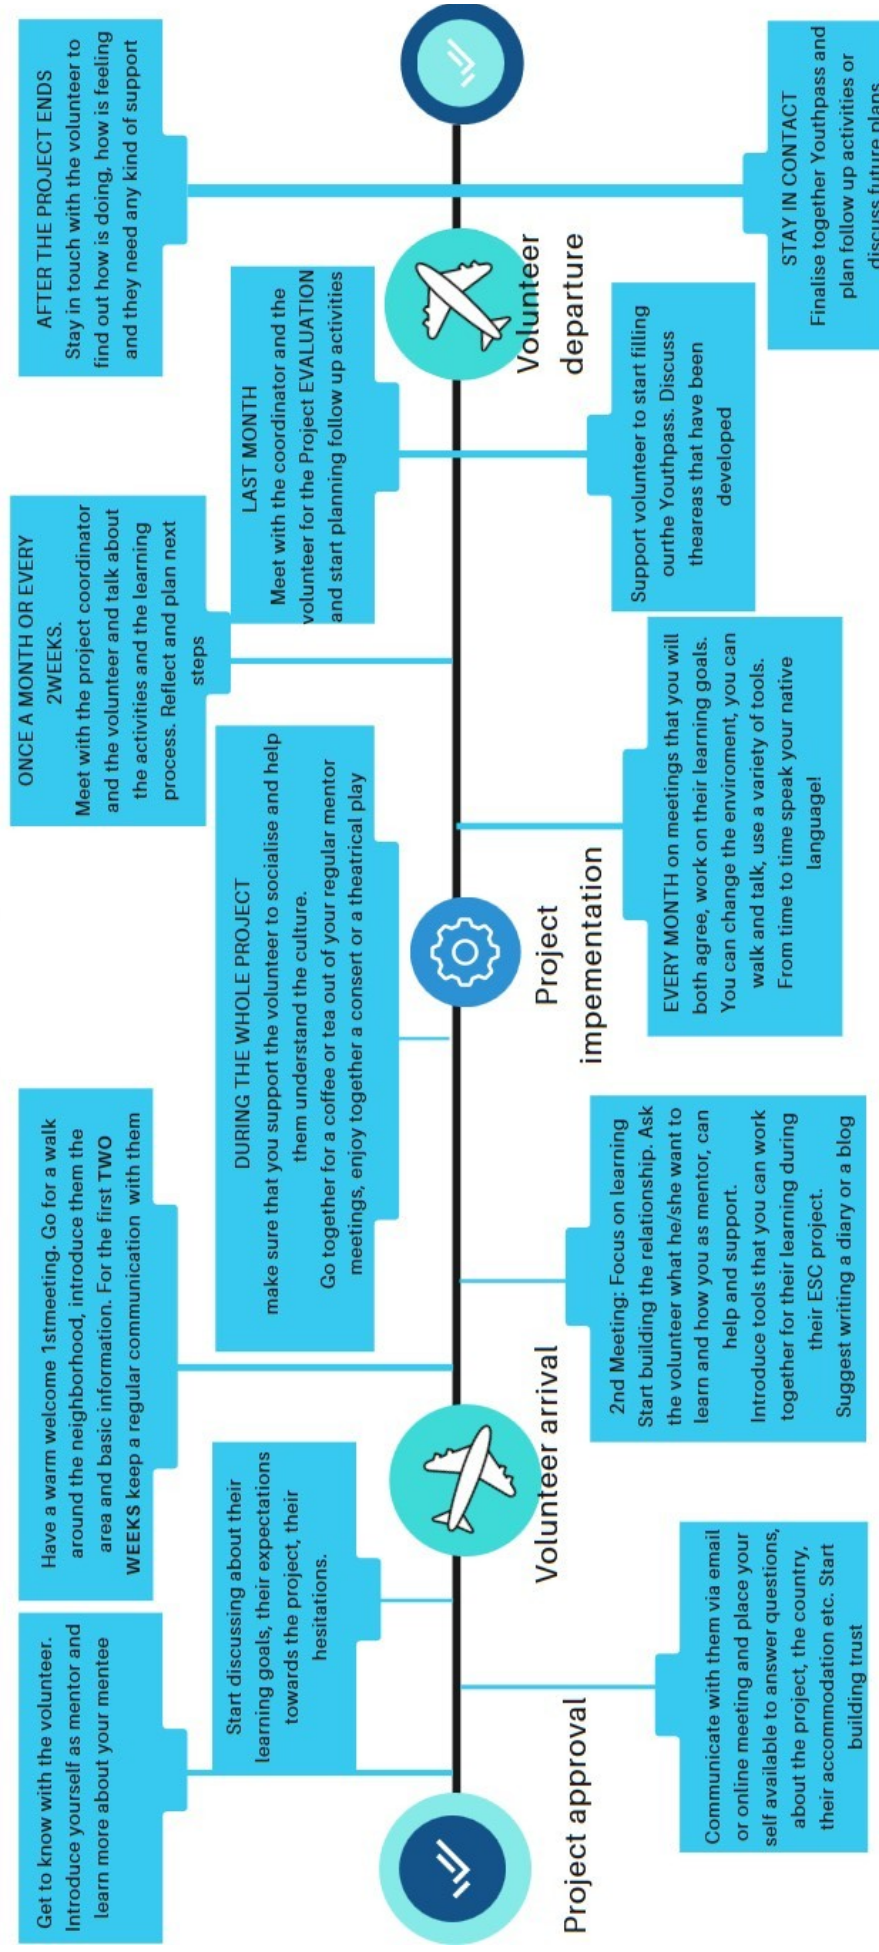 Get to know with the volunteer.
Introduce yourself as mentor and
learn more about your mentee
Start discussing about their
learning goals, their expectations
towards the project, their
hesitations.
Project approval
Communicate with them via email
or online meeting and place your
self available to answer questions,
about the project, the country,
their accommodation etc. Start
building trust
Have a warm welcome 1stmeeting. Go for a walk
around the neighborhood, introduce them the
area and basic information. For the first TWO
WEEKS keep a regular communication with them
Volunteer arrival
2nd Meeting: Focus on learning
Start building the relationship. Ask
the volunteer what he/she want to
learn and how you as mentor, can
help and support.
Introduce tools that you can work
together for their learning during
their ESC project.
Suggest writing a diary or a blog
DURING THE WHOLE PROJECT
make sure that you support the volunteer to socialise and help
them understand the culture.
Go together for a coffee or tea out of your regular mentor
meetings, enjoy together a consert or a theatrical play
Project
impementation
EVERY MONTH on meetings that you will
both agree, work on their learning goals.
You can change the enviroment, you can
walk and talk, use a variety of tools.
From time to time speak your native
language!
ONCE A MONTH OR EVERY
2WEEKS.
Meet with the project coordinator
and the volunteer and talk about
the activities and the learning
process. Reflect and plan next
steps
LAST MONTH
Meet with the coordinator and the
volunteer for the Project EVALUATION
and start planning follow up activities
Support volunteer to start filling
ourthe Youthpass. Discuss
theareas that have been
developed
Volunteer
departure
AFTER THE PROJECT ENDS
Stay in touch with the volunteer to
find out how is doing, how is feeling
and they need any kind of support
STAY IN CONTACT
Finalise together Youthpass and
plan follow up activities or
discuss future plans